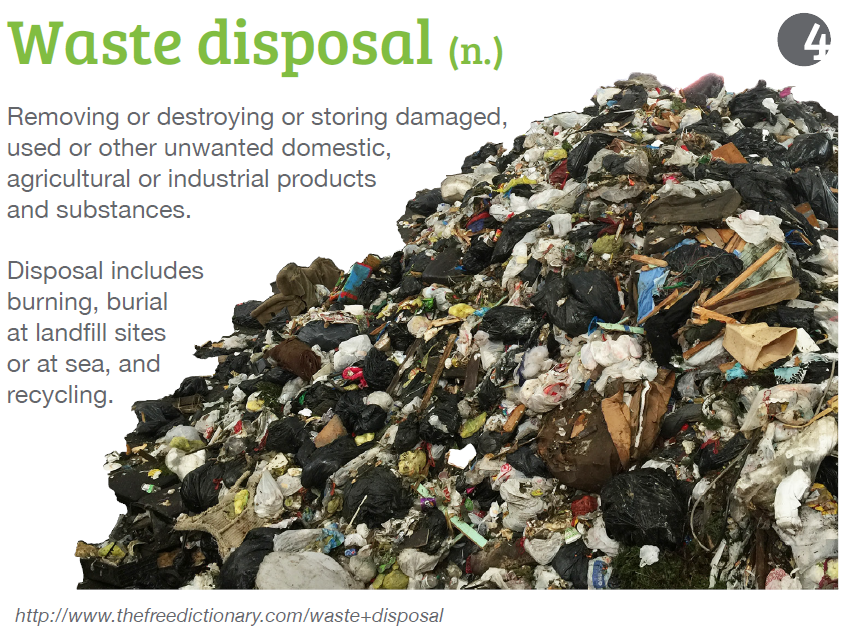 Waste disposal (n.)
4
Removing or destroying or storing damaged,
used or other unwanted domestic,
agricultural or industrial products
and substances.
Disposal includes
burning, burial
at landfill sites
or at sea, and
recycling.
http://www.thefreedictionary.com/waste+disposal